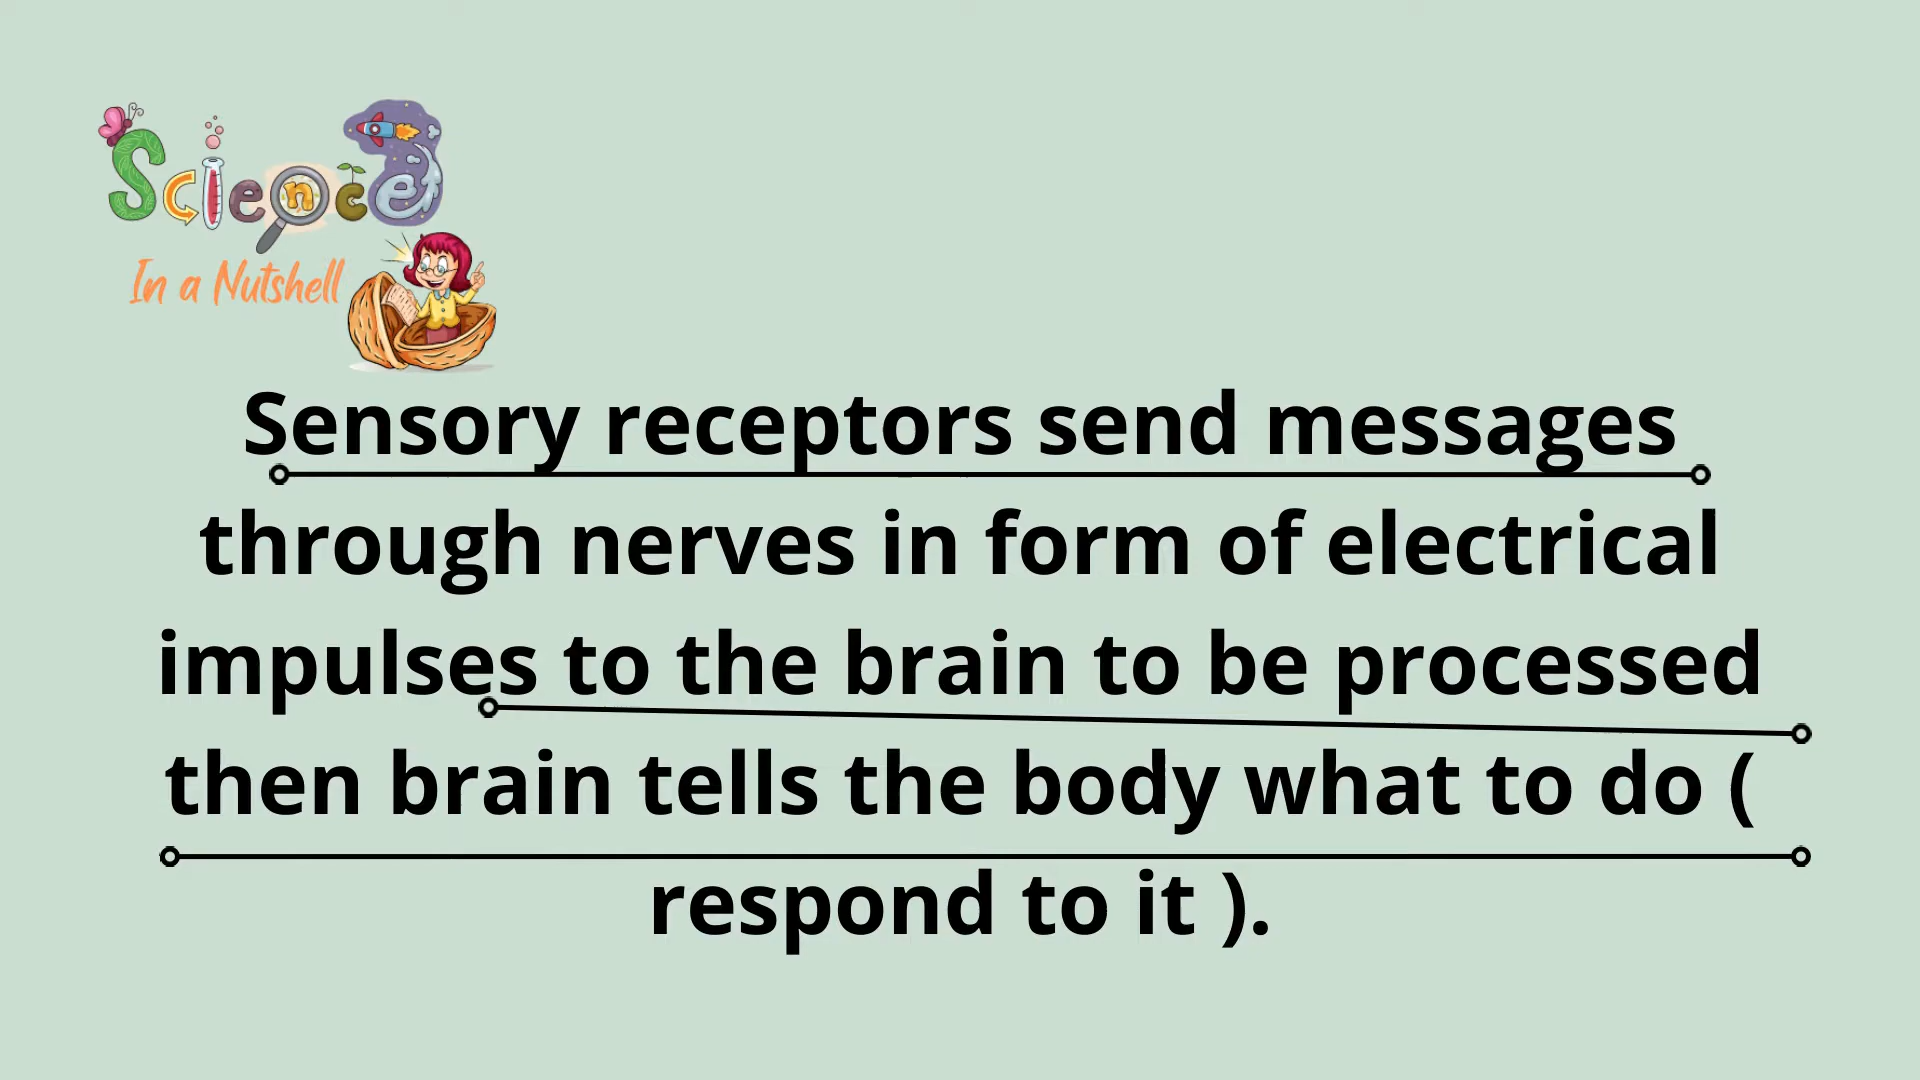 Science
In a Nutshell
Sensory receptors send messages
through nerves in form of electrical
impulses to the brain to be processed
then brain tells the body what to do (
respond to it ).